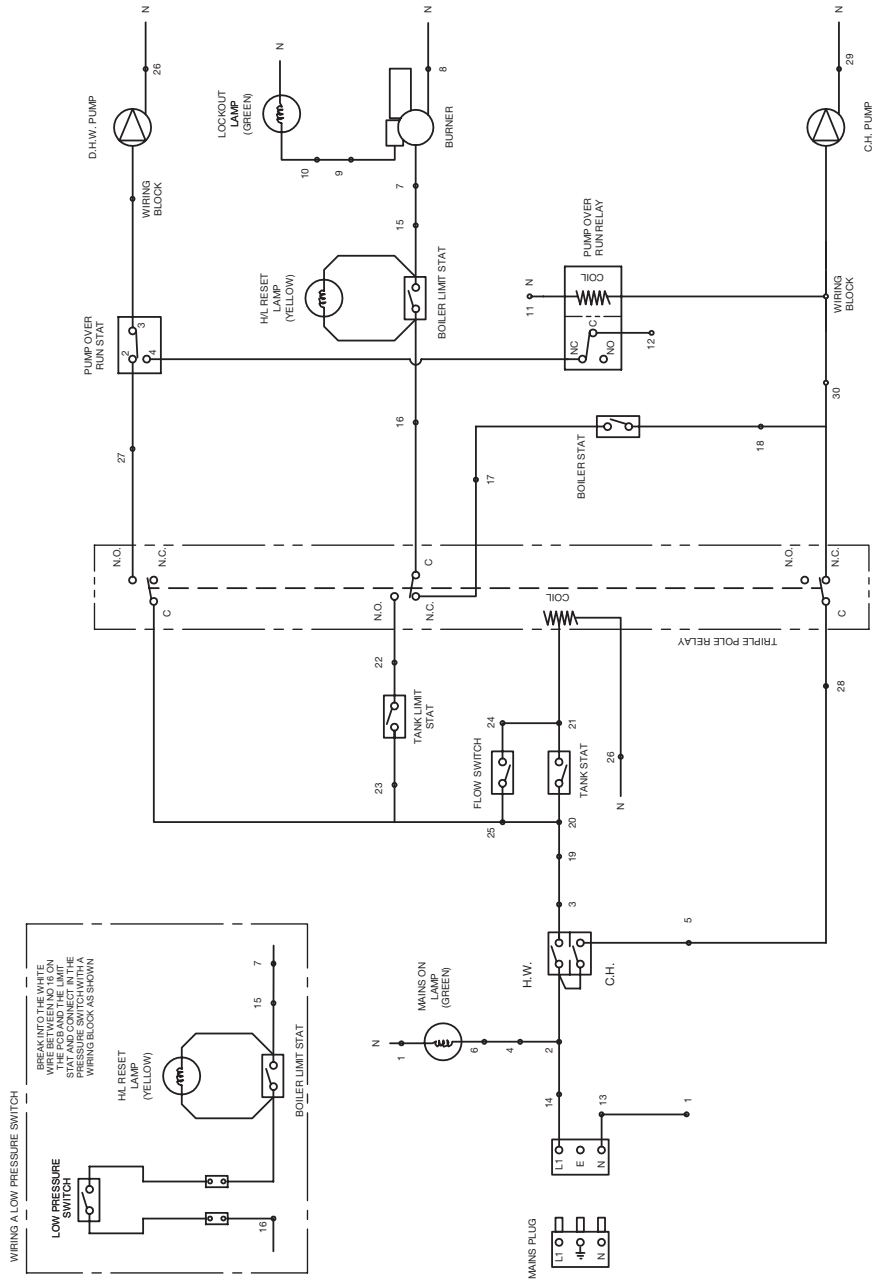 WIRING A LOW PRESSURE SWITCH
BREAK INTO THE WHITE
WIRE BETWEEN NO 16 ON
THE PCB AND THE LIMIT
STAT AND CONNECT IN THE
PRESSURE SWITCH WITH A
WIRING BLOCK AS SHOWN
LOW PRESSURE
SWITCH
H/L RESET
LAMP
(YELLOW)
16
15
7
BOILER LIMIT STAT
MAINS PLUG
L1
N
L1
E
N
14
13
1
N
1
MAINS ON
LAMP
(GREEN)
6
4
2
H.W.
C.H.
3
19
20
5
25
24
FLOW SWITCH
TANK STAT
21
23
22
TANK LIMIT
STAT
N
26
28
TRIPLE POLE RELAY
COIL
C
N.O.
N.C.
N.O.
N.C.
C
C
N.O.
N.C.
27
16
17
BOILER STAT
18
30
PUMP OVER
RUN STAT
2
3
4
H/L RESET
LAMP
(YELLOW)
BOILER LIMIT STAT
15
7
PUMP OVER
RUN RELAY
NC
C
NO
COIL
12
11
N
WIRING
BLOCK
WIRING
BLOCK
D.H.W. PUMP
26
N
LOCKOUT
LAMP
(GREEN)
N
10
9
BURNER
8
N
C.H. PUMP
29
N